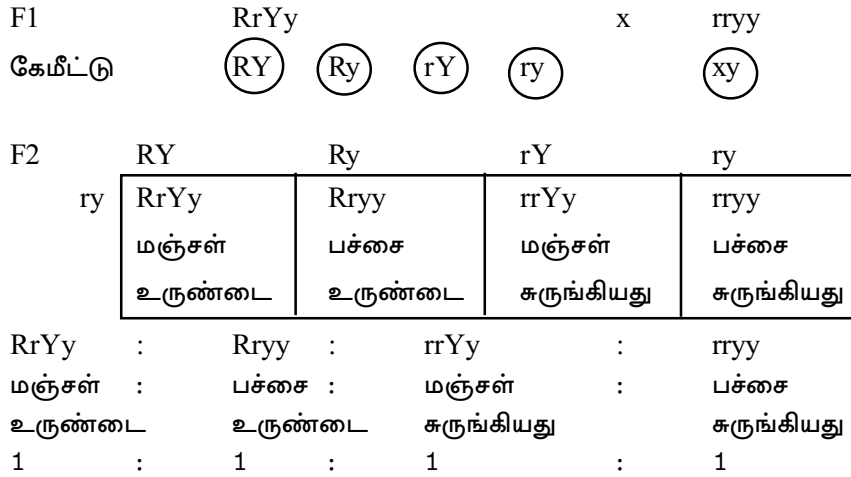 F1 RrYy x rryy
கேமீட்டு RY Ry rY ry xy
F2 RY Ry rY ry
ry RrYy Rryy rrYy rryy
மஞ்சள் பச்சை மஞ்சள் பச்சை
உருண்டை உருண்டை சுருங்கியது சுருங்கியது
RrYy : Rryy : rrYy : rryy
மஞ்சள் : பச்சை : மஞ்சள் : பச்சை
உருண்டை உருண்டை சுருங்கியது சுருங்கியது
1 : 1 : 1 : 1